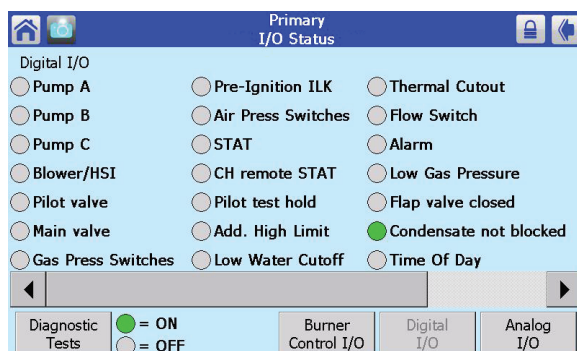 Primary
I/O Status
Digital I/O
Pump A
Pre-Ignition ILK
Thermal Cutout
Pump B
Air Press Switches
Flow Switch
Pump C
STAT
Alarm
Blower/HSI
CH remote STAT
Low Gas Pressure
Pilot valve
Pilot test hold
Flap valve closed
Main valve
Add. High Limit
Condensate not blocked
Gas Press Switches
Low Water Cutoff
Time Of Day
Diagnostic
Tests
= ON
= OFF
Burner
Control I/O
Digital
I/O
Analog
I/O